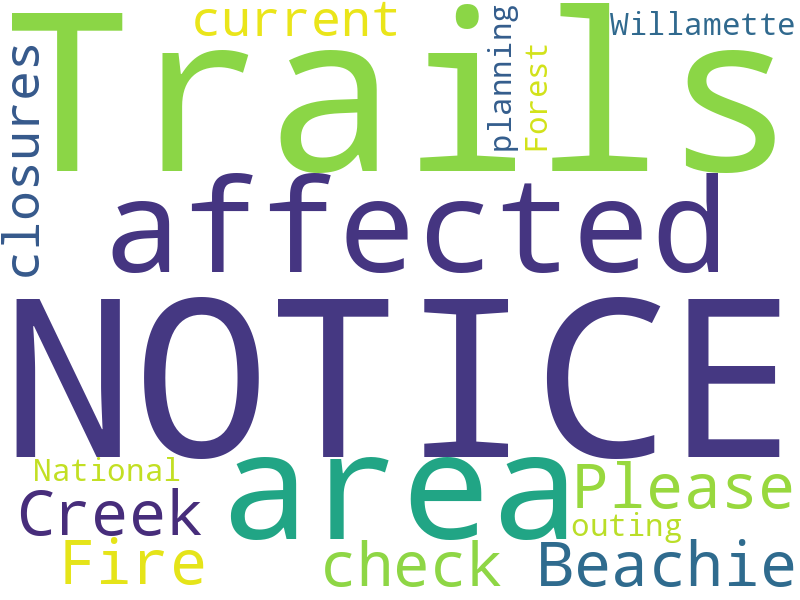 current
Willamette
Trails
planning
Forest
closures
affected
NOTICE
National
area
Please
Creek
outing
Fire
check
Beachie